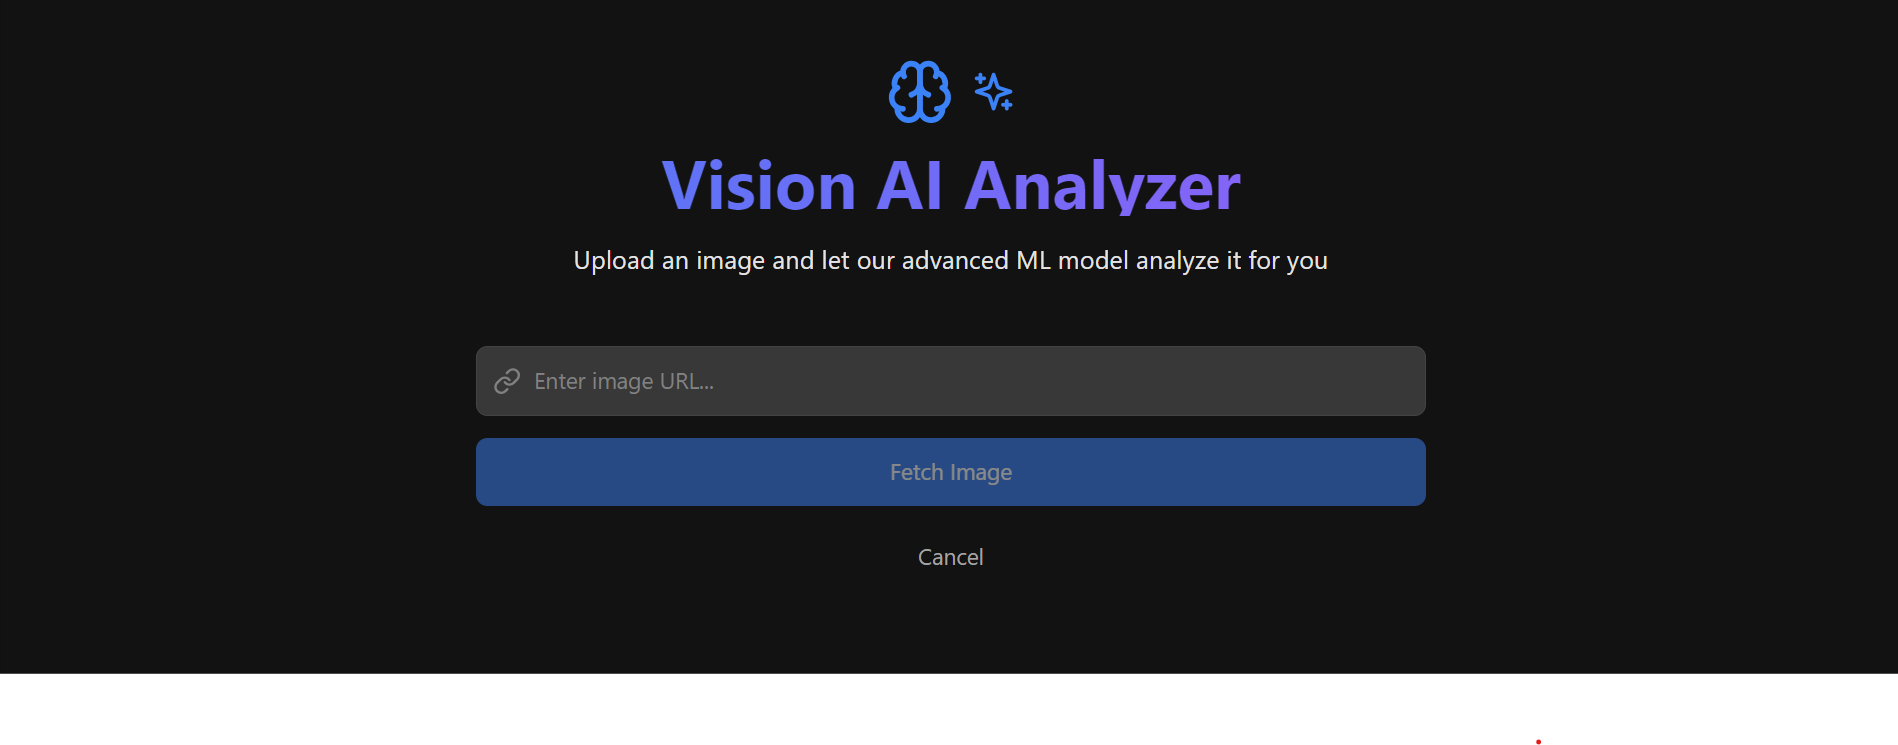 Vision AI Analyzer
Upload an image and let our advanced ML model analyze it for you
Enter image URL...
Fetch Image
Cancel